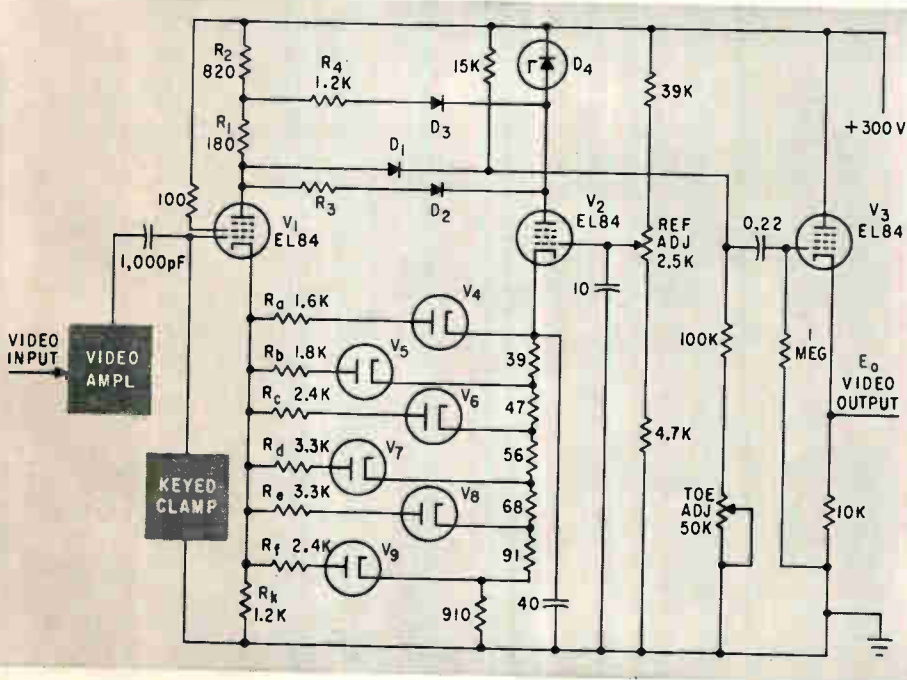 R2
820
R4
1.2K
15K
D4
39K
+300 V
R1
180
D3
D1
100
R3
D2
V1
EL84
V2
EL84
REF
ADJ
2.5K
0.22
V3
EL84
1,000pF
10
VIDEO
INPUT
VIDEO
AMPL
Ra 1.6K
V4
39
100K
1
MEG
Eo
VIDEO
OUTPUT
Rb 1.8K
V5
47
Rc 2.4K
V6
56
4.7K
Rd 3.3K
V7
68
KEYED
CLAMP
Re 3.3K
V8
91
TOE
ADJ
50K
10K
Rf 2.4K
V9
Rk
1.2K
910
40